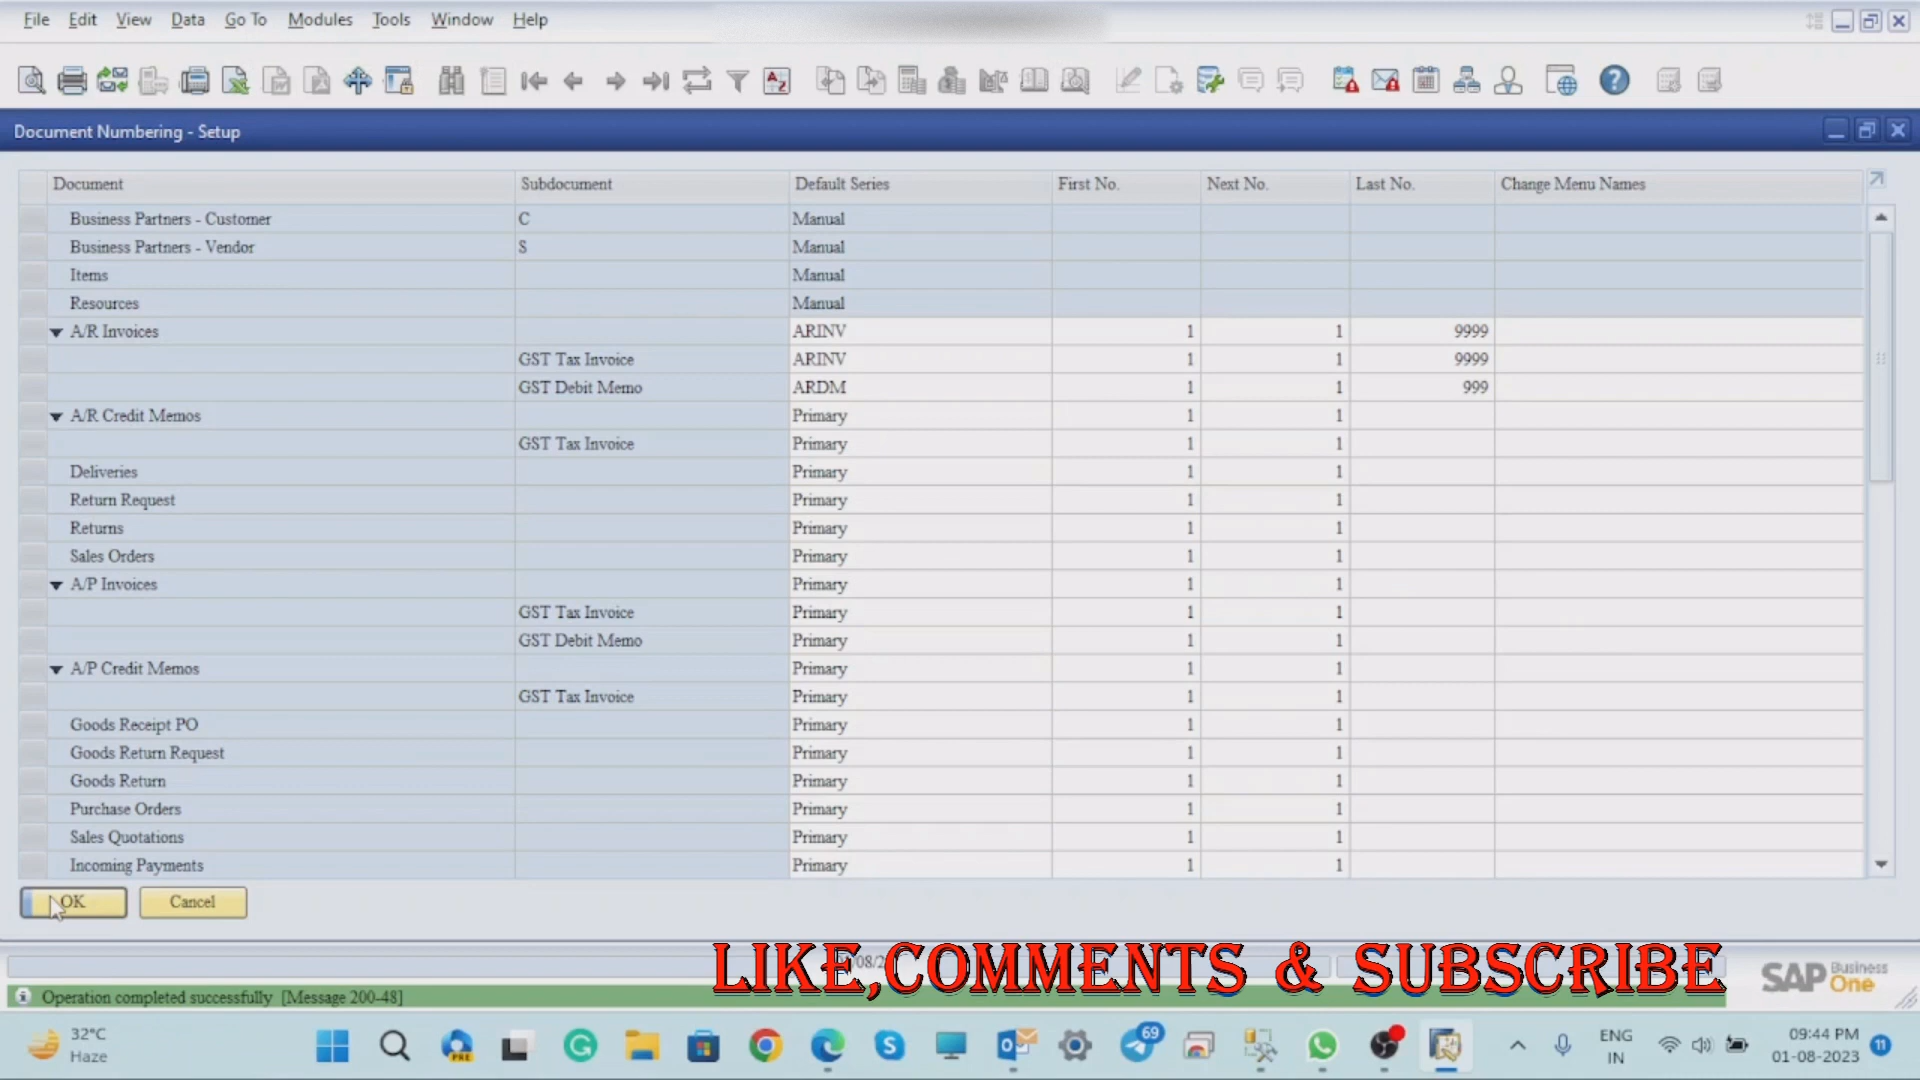 File Edit View Data Go To Modules Tools Window Help
Document Numbering - Setup
Document Subdocument Default Series First No. Next No. Last No. Change Menu Names
Business Partners - Customer C Manual
Business Partners - Vendor S Manual
Items Manual
Resources Manual
A/R Invoices ARINV 1 1 9999
GST Tax Invoice ARINV 1 1 9999
GST Debit Memo ARDM 1 1 999
A/R Credit Memos Primary 1 1
GST Tax Invoice Primary 1 1
Deliveries Primary 1 1
Return Request Primary 1 1
Returns Primary 1 1
Sales Orders Primary 1 1
A/P Invoices Primary 1 1
GST Tax Invoice Primary 1 1
GST Debit Memo Primary 1 1
A/P Credit Memos Primary 1 1
GST Tax Invoice Primary 1 1
Goods Receipt PO Primary 1 1
Goods Return Request Primary 1 1
Goods Return Primary 1 1
Purchase Orders Primary 1 1
Sales Quotations Primary 1 1
Incoming Payments Primary 1 1
OK Cancel
LIKE,COMMENTS & SUBSCRIBE
SAP Business One
Operation completed successfully [Message 200-48]
32°C
Haze
PRE
69
ENG
IN
09:44 PM
01-08-2023
11